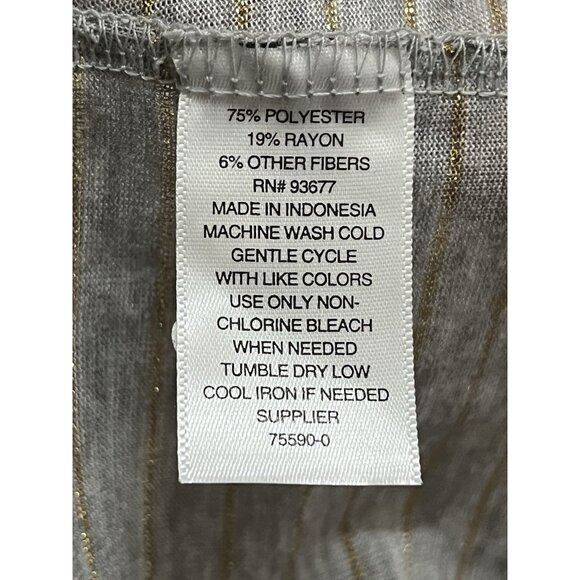 75% POLYESTER
19% RAYON
6% OTHER FIBERS
RN# 93677
MADE IN INDONESIA
MACHINE WASH COLD
GENTLE CYCLE
WITH LIKE COLORS
USE ONLY NON-
CHLORINE BLEACH
WHEN NEEDED
TUMBLE DRY LOW
COOL IRON IF NEEDED
SUPPLIER
75590-0